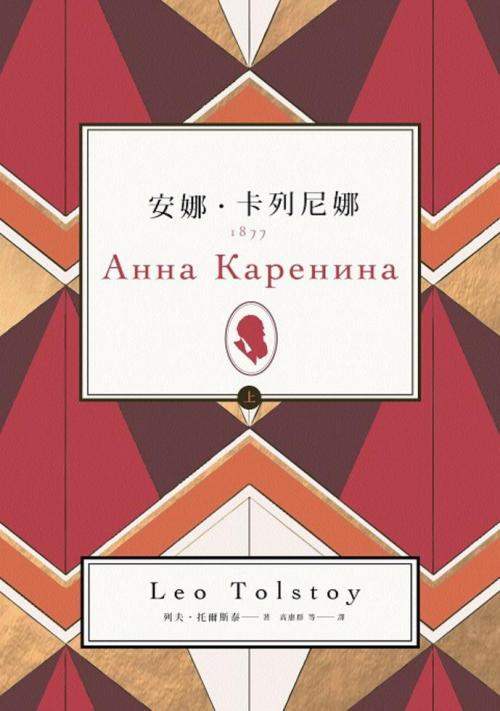 安娜·卡列尼娜
1877
Анна Каренина
上
Leo Tolstoy
列夫·托爾斯泰——著 高惠群 等——譯